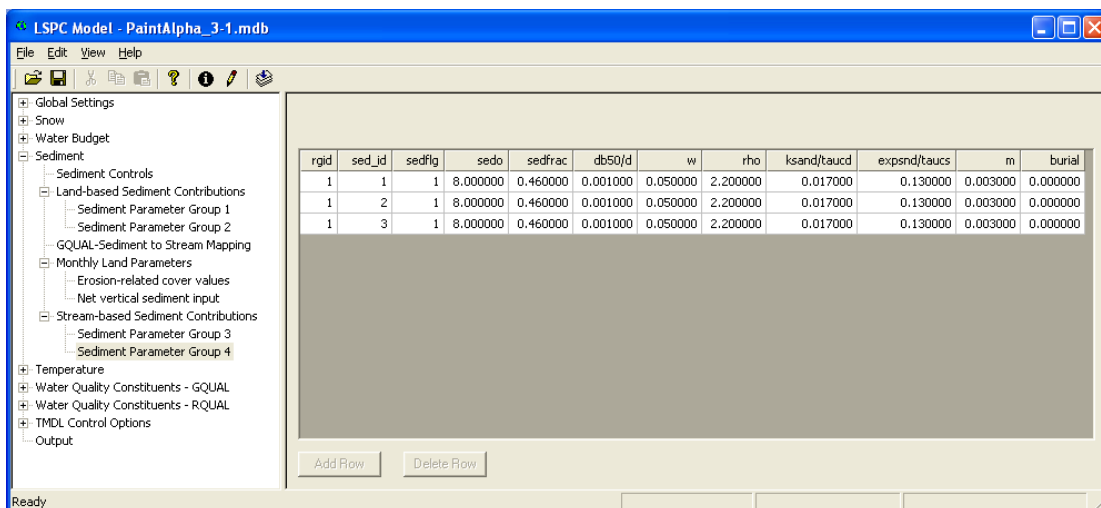 LSPC Model - PaintAlpha_3-1.mdb
File Edit View Help
Global Settings
Snow
Water Budget
Sediment
Sediment Controls
Land-based Sediment Contributions
Sediment Parameter Group 1
Sediment Parameter Group 2
GQUAL-Sediment to Stream Mapping
Monthly Land Parameters
Erosion-related cover values
Net vertical sediment input
Stream-based Sediment Contributions
Sediment Parameter Group 3
Sediment Parameter Group 4
Temperature
Water Quality Constituents - GQUAL
Water Quality Constituents - RQUAL
TMDL Control Options
Output
rgid sed_id sedflg sedo sedfrac db50/d w rho ksand/taucd expsnd/taucs m burial
1 1 1 8.000000 0.460000 0.001000 0.050000 2.200000 0.017000 0.130000 0.003000 0.000000
1 2 1 8.000000 0.460000 0.001000 0.050000 2.200000 0.017000 0.130000 0.003000 0.000000
1 3 1 8.000000 0.460000 0.001000 0.050000 2.200000 0.017000 0.130000 0.003000 0.000000
Add Row Delete Row
Ready